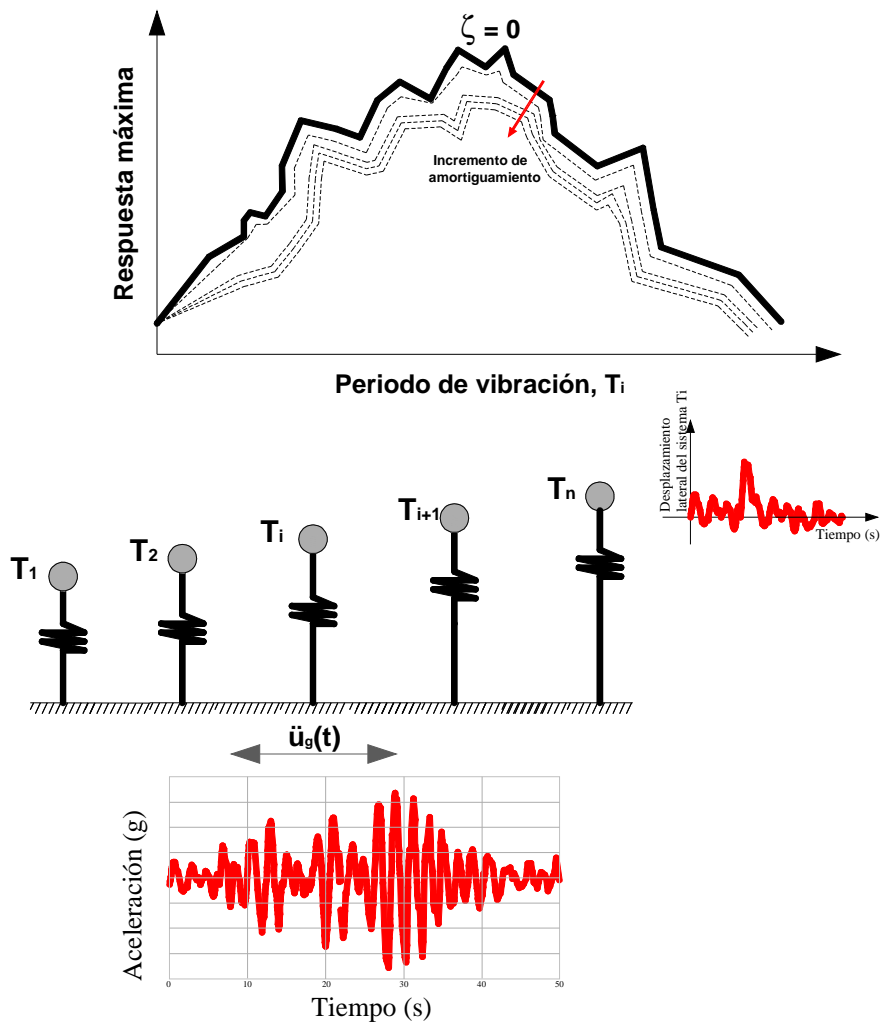 ζ = 0
Respuesta máxima
Incremento de
amortiguamiento
Periodo de vibración, Ti
Desplazamiento
lateral del sistema Ti
Tiempo (s)
T1
T2
Ti
Ti+1
Tn
üg(t)
Aceleración (g)
0 10 20 30 40 50
Tiempo (s)